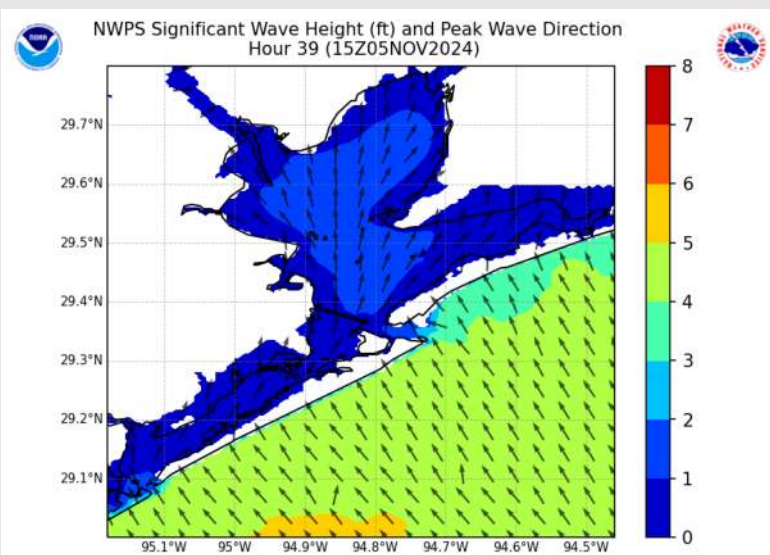 NWPS Significant Wave Height (ft) and Peak Wave Direction
Hour 39 (15Z05NOV2024)
NOAA
29.7°N
29.6°N
29.5°N
29.4°N
29.3°N
29.2°N
29.1°N
95.1°W 95°W 94.9°W 94.8°W 94.7°W 94.6°W 94.5°W
8
7
6
5
4
3
2
1
0